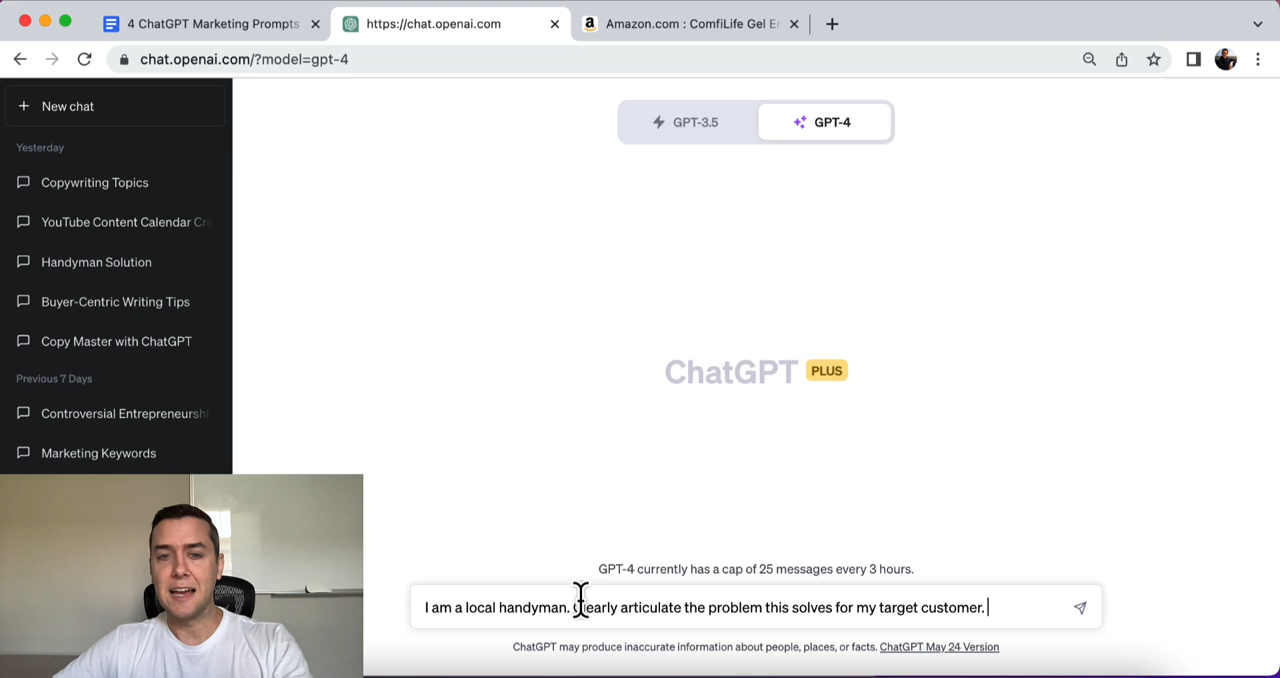 4 ChatGPT Marketing Prompts
https://chat.openai.com
Amazon.com : ComfiLife Gel
chat.openai.com/?model=gpt-4
New chat
GPT-3.5
GPT-4
Yesterday
Copywriting Topics
YouTube Content Calendar
Handyman Solution
Buyer-Centric Writing Tips
Copy Master with ChatGPT
ChatGPT PLUS
Previous 7 Days
Controversial
Marketing Keywords
GPT-4 currently has a cap of 25 messages every 3 hours.
I am a local handyman. Clearly articulate the problem this solves for my target customer.
ChatGPT may produce inaccurate information about people, places, or facts. ChatGPT May 24 Version